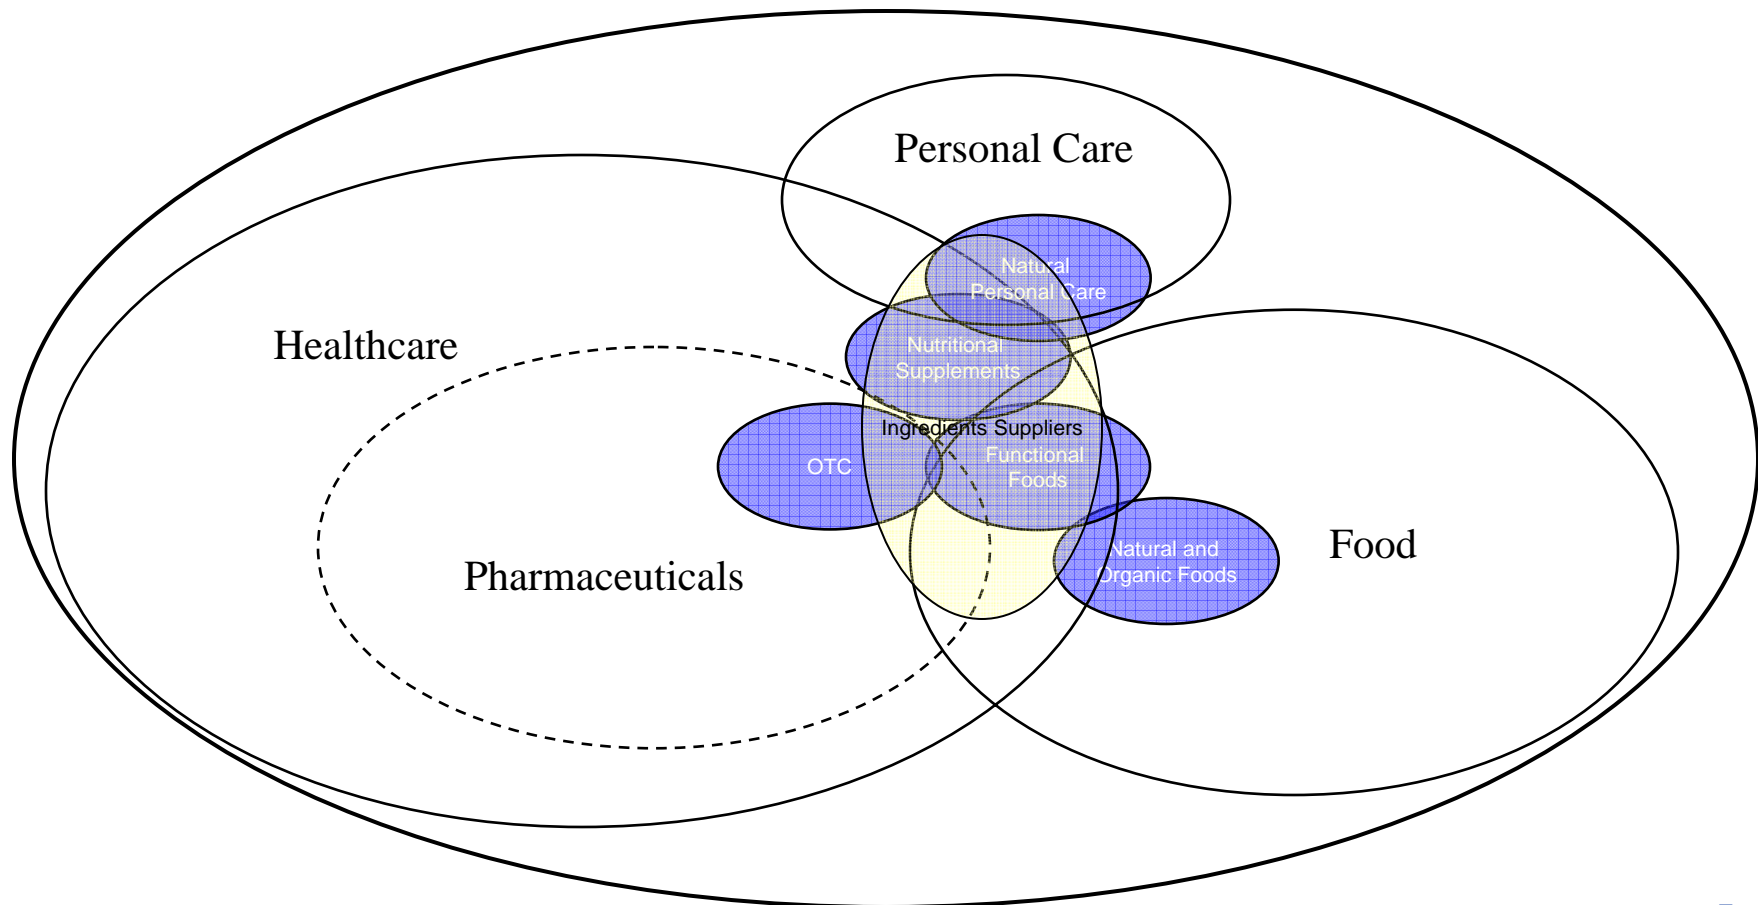 Personal Care
Natural
Personal Care
Healthcare
Nutritional
Supplements
Ingredients Suppliers
Functional
Foods
OTC
Natural and
Organic Foods
Food
Pharmaceuticals